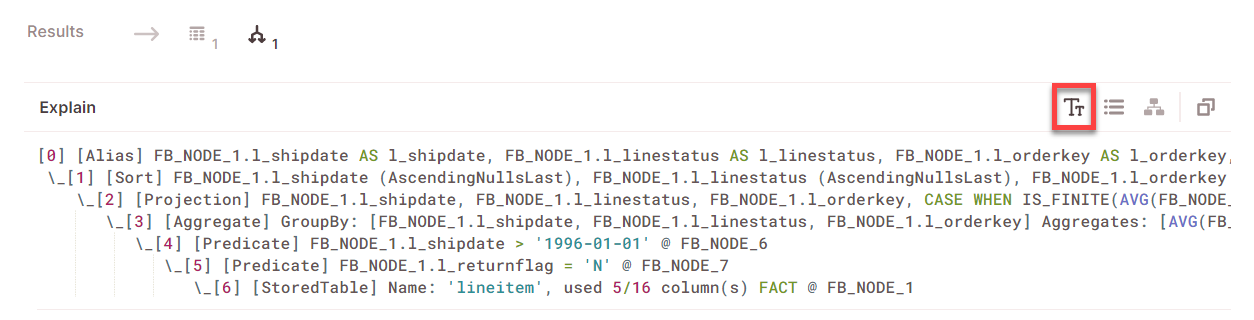 Results
1
1
Explain
[0] [Alias] FB_NODE_1.l_shipdate AS l_shipdate, FB_NODE_1.l_linestatus AS l_linestatus, FB_NODE_1.l_orderkey AS l_orderkey,
\_[1] [Sort] FB_NODE_1.l_shipdate (AscendingNullsLast), FB_NODE_1.l_linestatus (AscendingNullsLast), FB_NODE_1.l_orderkey
\_[2] [Projection] FB_NODE_1.l_shipdate, FB_NODE_1.l_linestatus, FB_NODE_1.l_orderkey, CASE WHEN IS_FINITE(AVG(FB_NODE_
\_[3] [Aggregate] GroupBy: [FB_NODE_1.l_shipdate, FB_NODE_1.l_linestatus, FB_NODE_1.l_orderkey] Aggregates: [AVG(FB_
\_[4] [Predicate] FB_NODE_1.l_shipdate > '1996-01-01' @ FB_NODE_6
\_[5] [Predicate] FB_NODE_1.l_returnflag = 'N' @ FB_NODE_7
\_[6] [StoredTable] Name: 'lineitem', used 5/16 column(s) FACT @ FB_NODE_1